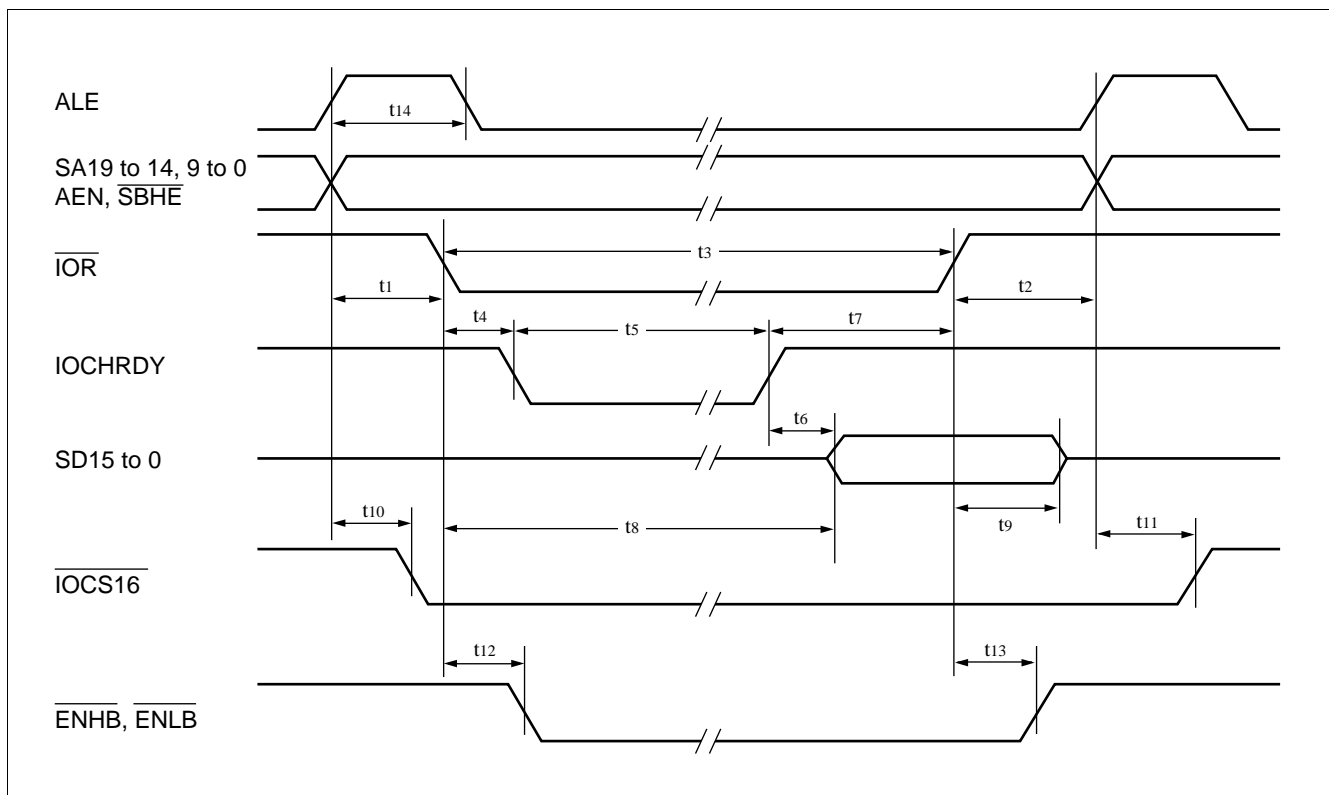 ALE
t14
SA19 to 14, 9 to 0
AEN, SBHE
t3
IOR
t1
t2
t4
t5
t7
IOCHRDY
t6
SD15 to 0
t10
t8
t9
t11
IOCS16
t12
t13
ENHB, ENLB